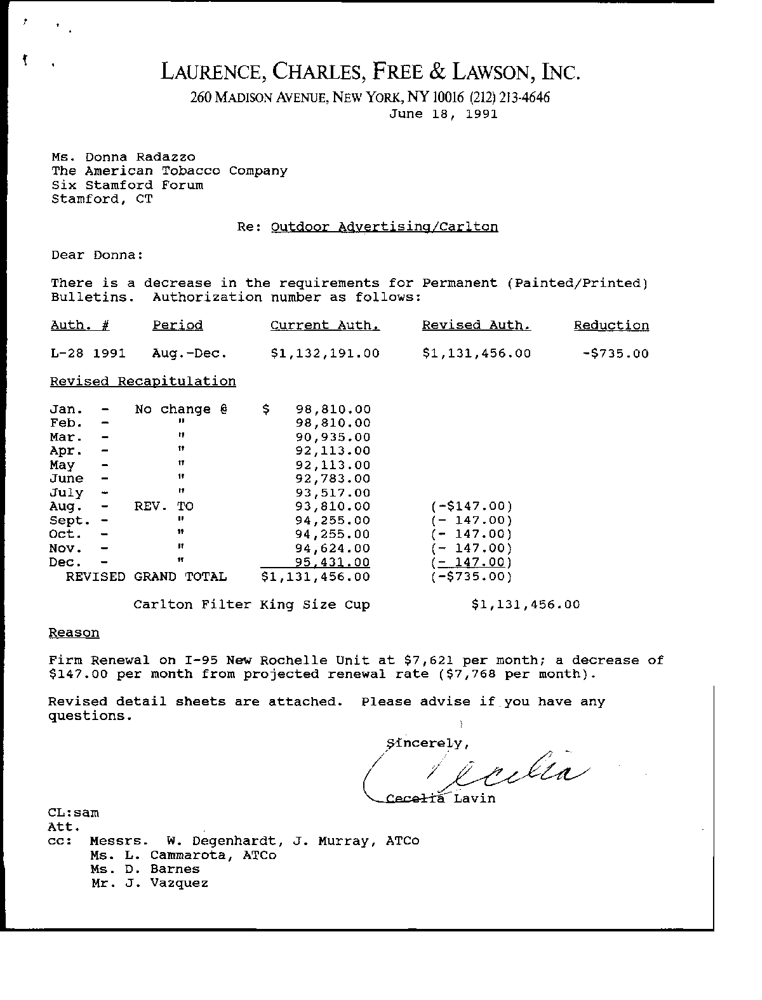 LAURENCE, CHARLES, FREE & LAWSON, INC.
260 MADISON AVENUE, NEW YORK, NY 10016 (212) 213-4646
June 18, 1991
Ms. Donna Radazzo
The American Tobacco Company
Six Stamford Forum
Stamford, CT
Re: Outdoor Advertising/Carlton
Dear Donna:
There is a decrease in the requirements for Permanent (Painted/Printed)
Bulletins. Authorization number as follows:
Auth. # Period Current Auth. Revised Auth. Reduction
L-28 1991 Aug.-Dec. $1,132,191.00 $1,131,456.00 -$735.00
Revised Recapitulation
Jan. - No change @ $ 98,810.00
Feb. - " 98,810.00
Mar. - " 90,935.00
Apr. - " 92,113.00
May - " 92,113.00
June - " 92,783.00
July - " 93,517.00
Aug. - REV. TO 93,810.00 (-$147.00)
Sept. - " 94,255.00 (- 147.00)
Oct. - " 94,255.00 (- 147.00)
Nov. - " 94,624.00 (- 147.00)
Dec. - " 95,431.00 (- 147.00)
REVISED GRAND TOTAL $1,131,456.00 (-$735.00)
Carlton Filter King Size Cup $1,131,456.00
Reason
Firm Renewal on I-95 New Rochelle Unit at $7,621 per month; a decrease of
$147.00 per month from projected renewal rate ($7,768 per month).
Revised detail sheets are attached. Please advise if you have any
questions.
Sincerely,
Cecelia
Cecelia Lavin
CL:sam
Att.
cc: Messrs. W. Degenhardt, J. Murray, ATCo
Ms. L. Cammarota, ATCo
Ms. D. Barnes
Mr. J. Vazquez